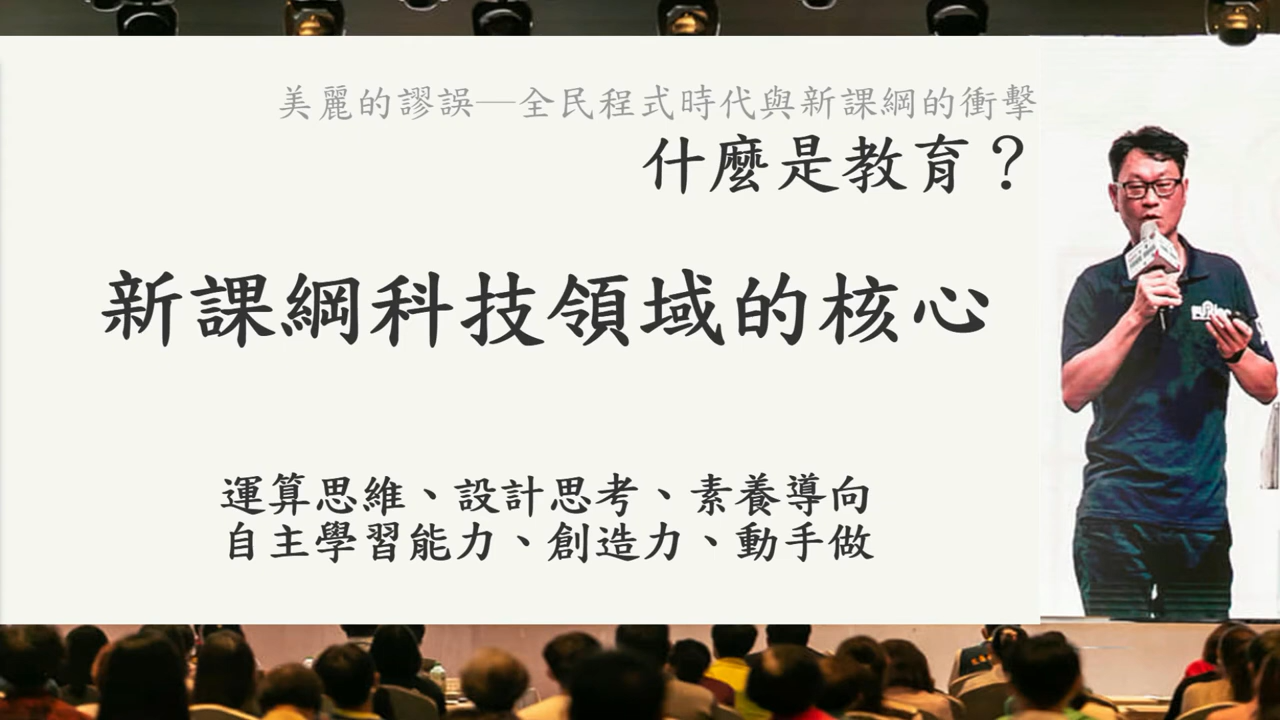 美麗的謬誤—全民程式時代與新課綱的衝擊
什麼是教育？
新課綱科技領域的核心
運算思維、設計思考、素養導向
自主學習能力、創造力、動手做